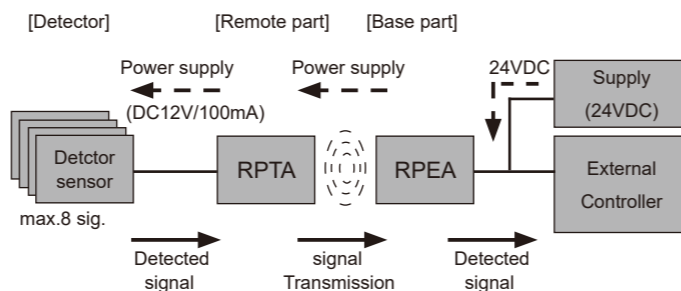 [Detector]
[Remote part]
[Base part]
Power supply
Power supply
24VDC
(DC12V/100mA)
Supply
(24VDC)
Detctor
sensor
RPTA
RPEA
External
Controller
max.8 sig.
Detected
signal
signal
Transmission
Detected
signal